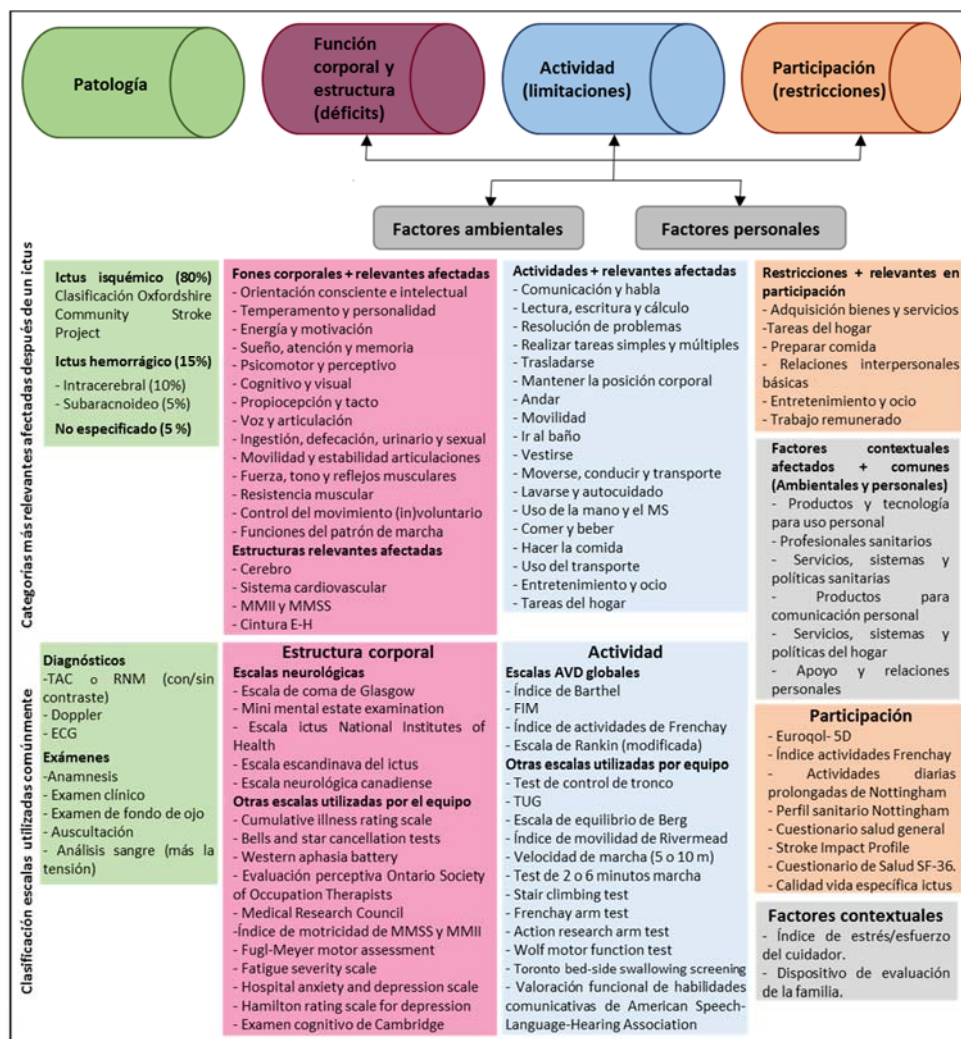 Patología
Función
corporal y
estructura
(déficits)
Actividad
(limitaciones)
Participación
(restricciones)
Factores ambientales
Factores personales
Categorías más relevantes afectadas después de un ictus
Ictus isquémico (80%)
Clasificación Oxfordshire
Community Stroke
Project
Ictus hemorrágico (15%)
- Intracerebral (10%)
- Subaracnoideo (5%)
No especificado (5 %)
Fones corporales + relevantes afectadas
- Orientación consciente e intelectual
- Temperamento y personalidad
- Energía y motivación
- Sueño, atención y memoria
- Psicomotor y perceptivo
- Cognitivo y visual
- Propiocepción y tacto
- Voz y articulación
- Ingestión, defecación, urinario y sexual
- Movilidad y estabilidad articulaciones
- Fuerza, tono y reflejos musculares
- Resistencia muscular
- Control del movimiento (in)voluntario
- Funciones del patrón de marcha
Estructuras relevantes afectadas
- Cerebro
- Sistema cardiovascular
- MMII y MMSS
- Cintura E-H
Actividades + relevantes afectadas
- Comunicación y habla
- Lectura, escritura y cálculo
- Resolución de problemas
- Realizar tareas simples y múltiples
- Trasladarse
- Mantener la posición corporal
- Andar
- Movilidad
- Ir al baño
- Vestirse
- Moverse, conducir y transporte
- Lavarse y autocuidado
- Uso de la mano y el MS
- Comer y beber
- Hacer la comida
- Uso del transporte
- Entretenimiento y ocio
- Tareas del hogar
Restricciones + relevantes en
participación
- Adquisición bienes y servicios
-Tareas del hogar
- Preparar comida
- Relaciones interpersonales
básicas
- Entretenimiento y ocio
- Trabajo remunerado
Factores contextuales
afectados + comunes
(Ambientales y personales)
- Productos y tecnología
para uso personal
- Profesionales sanitarios
- Servicios, sistemas y
políticas sanitarias
- Productos para
comunicación personal
- Servicios, sistemas y
políticas del hogar
- Apoyo y relaciones
personales
Clasificación escalas utilizadas comúnmente
Diagnósticos
-TAC o RNM (con/sin
contraste)
- Doppler
- ECG
Exámenes
-Anamnesis
- Examen clínico
- Examen de fondo de ojo
- Auscultación
- Análisis sangre (más la
tensión)
Estructura corporal
Escalas neurológicas
- Escala de coma de Glasgow
- Mini mental estate examination
- Escala ictus National Institutes of
Health
- Escala escandinava del ictus
- Escala neurológica canadiense
Otras escalas utilizadas por el equipo
- Cumulative illness rating scale
- Bells and star cancellation tests
- Western aphasia battery
- Evaluación perceptiva Ontario Society
of Occupation Therapists
- Medical Research Council
-Índice de motricidad de MMSS y MMII
- Fugl-Meyer motor assessment
- Fatigue severity scale
- Hospital anxiety and depression scale
- Hamilton rating scale for depression
- Examen cognitivo de Cambridge
Actividad
Escalas AVD globales
- Índice de Barthel
- FIM
- Índice de actividades de Frenchay
- Escala de Rankin (modificada)
Otras escalas utilizadas por equipo
- Test de control de tronco
- TUG
- Escala de equilibrio de Berg
- Índice de movilidad de Rivermead
- Velocidad de marcha (5 o 10 m)
- Test de 2 o 6 minutos marcha
- Stair climbing test
- Frenchay arm test
- Action research arm test
- Wolf motor function test
- Toronto bed-side swallowing screening
- Valoración funcional de habilidades
comunicativas de American Speech-
Language-Hearing Association
Participación
- Euroqol- 5D
- Índice actividades Frenchay
- Actividades diarias
prolongadas de Nottingham
- Perfil sanitario Nottingham
- Cuestionario salud general
- Stroke Impact Profile
- Cuestionario de Salud SF-36.
- Calidad vida específica ictus
Factores contextuales
- Índice de estrés/esfuerzo
del cuidador.
- Dispositivo de evaluación
de la familia.